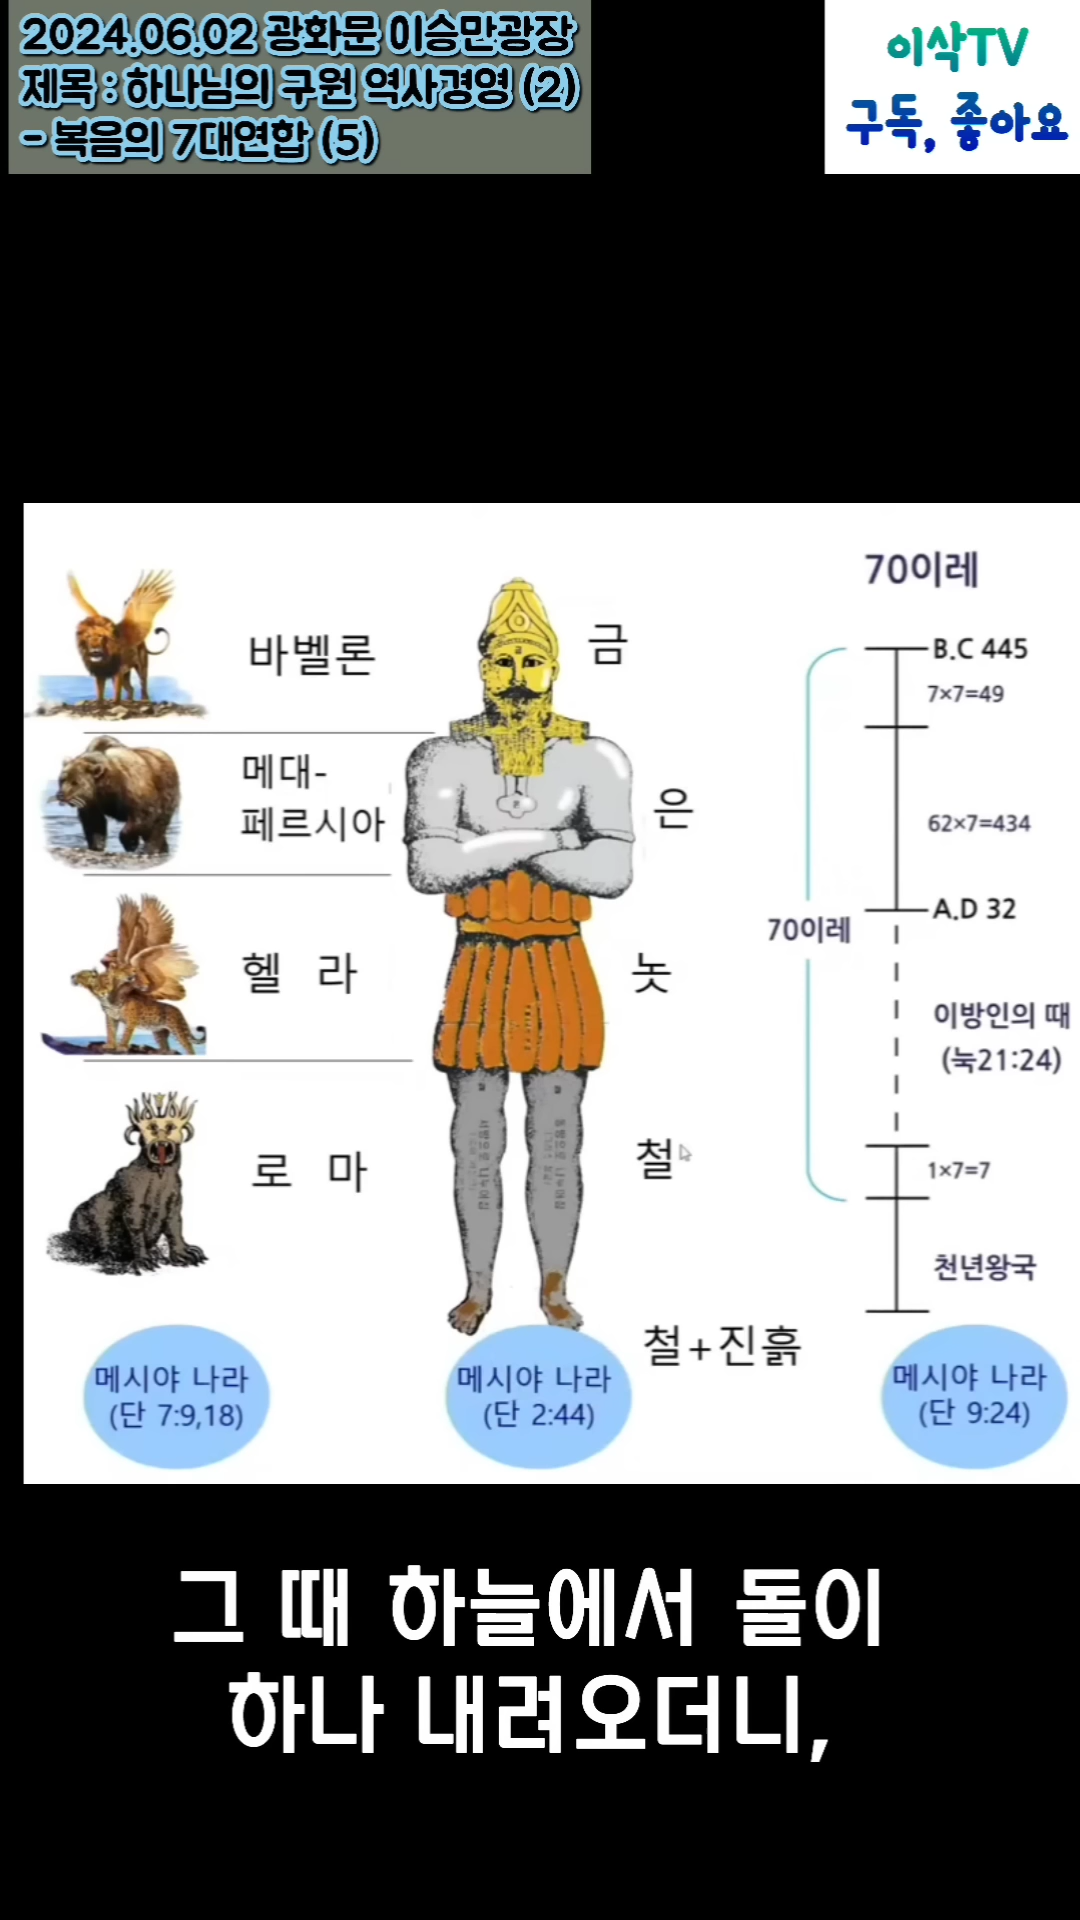 2024.06.02 광화문 이승만광장
제목 : 하나님의 구원 역사경영 (2)
- 복음의 7대연합 (5)
이삭TV
구독, 좋아요
바벨론
금
메대-
페르시아
은
헬 라
놋
로 마
철
철+진흙
메시야 나라
(단 7:9,18)
메시야 나라
(단 2:44)
70이레
B.C 445
7×7=49
62×7=434
A.D 32
70이레
이방인의 때
(눅21:24)
1×7=7
천년왕국
메시야 나라
(단 9:24)
그 때 하늘에서 돌이
하나 내려오더니,